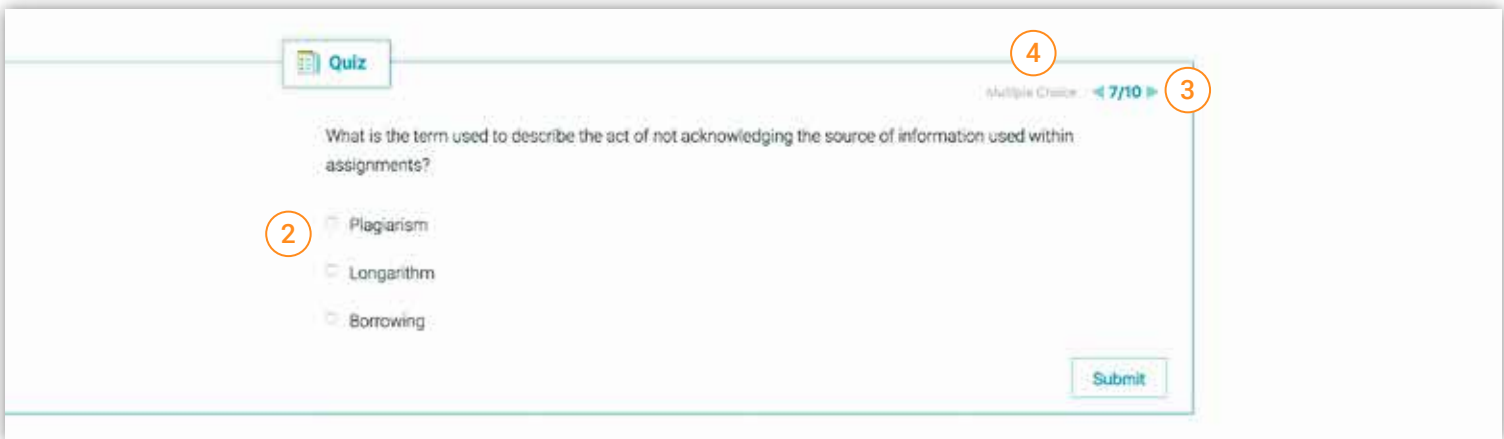 Quiz
4
Multiple Choice 7/10 3
What is the term used to describe the act of not acknowledging the source of information used within
assignments?
2 Plagiarism
Longarithm
Borrowing
Submit